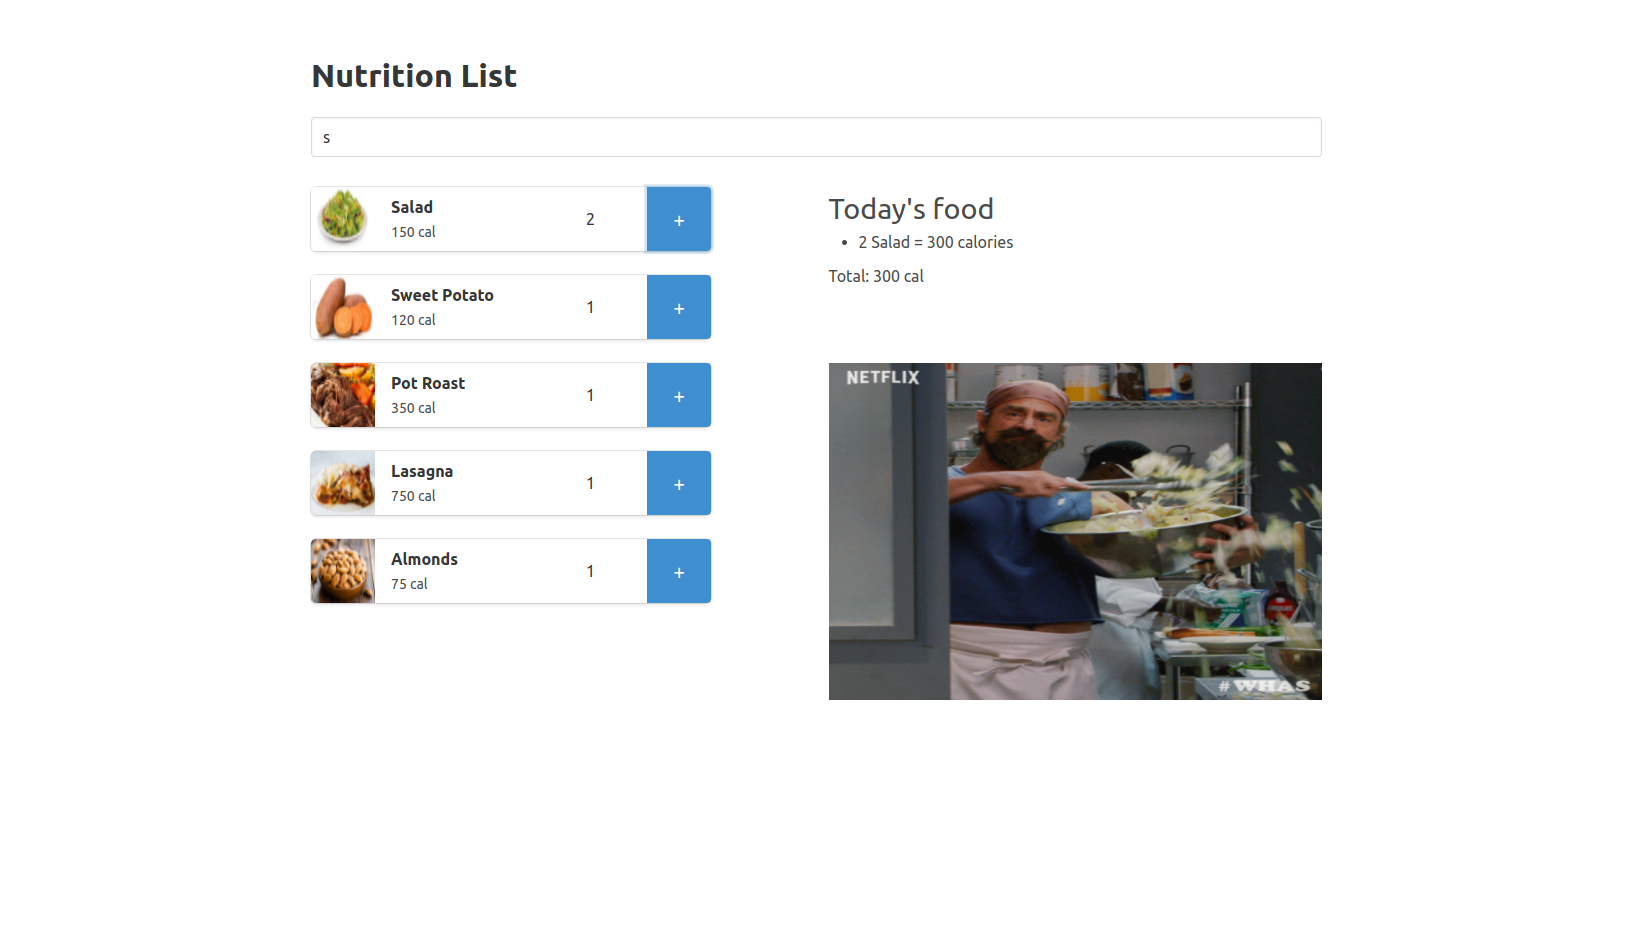 Nutrition List
s
Salad
150 cal
2
+
Sweet Potato
120 cal
1
+
Pot Roast
350 cal
1
+
Lasagna
750 cal
1
+
Almonds
75 cal
1
+
Today's food
• 2 Salad = 300 calories
Total: 300 cal
NETFLIX
#WHAS